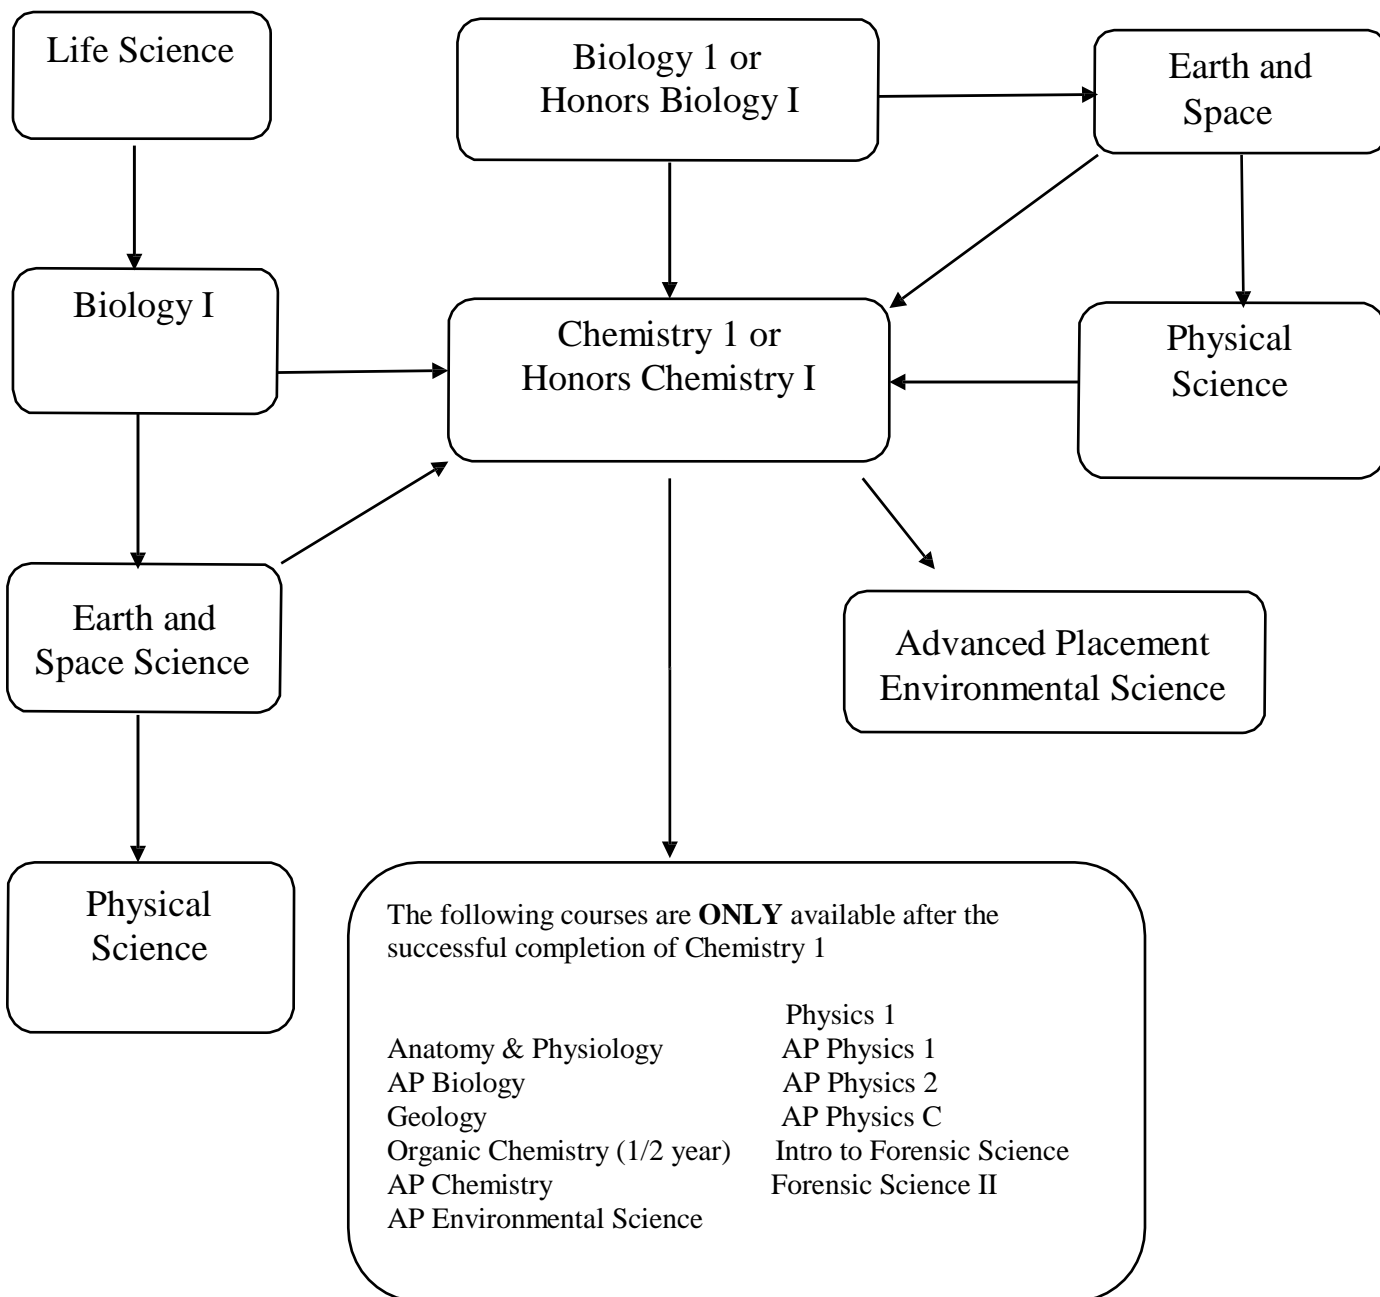 Life Science
Biology 1 or
Honors Biology I
Earth and
Space
Biology I
Chemistry 1 or
Honors Chemistry I
Physical
Science
Earth and
Space Science
Advanced Placement
Environmental Science
Physical
Science
The following courses are ONLY available after the
successful completion of Chemistry 1
Physics 1
Anatomy & Physiology AP Physics 1
AP Biology AP Physics 2
Geology AP Physics C
Organic Chemistry (1/2 year) Intro to Forensic Science
AP Chemistry Forensic Science II
AP Environmental Science